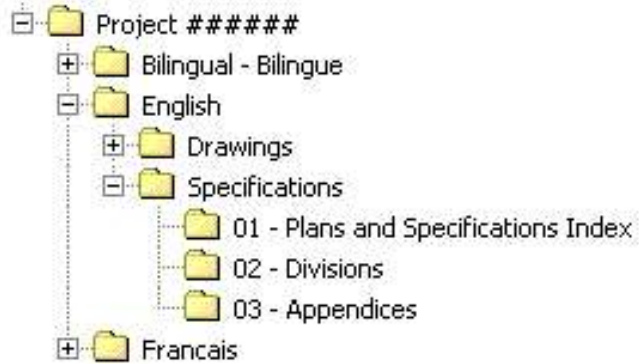 Project ######
Bilingual - Bilingue
English
Drawings
Specifications
01 - Plans and Specifications Index
02 - Divisions
03 - Appendices
Francais